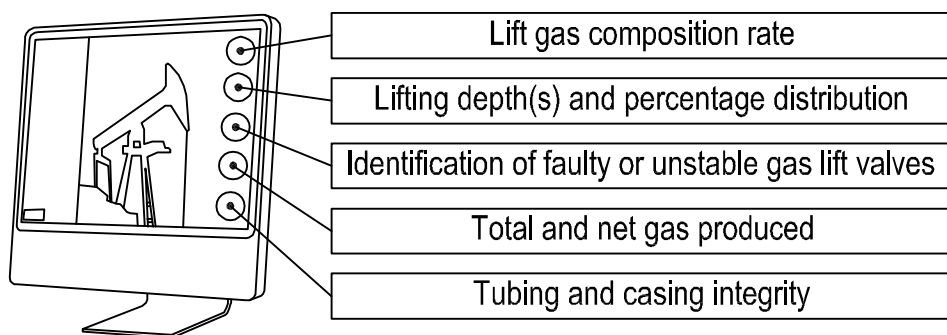 Lift gas composition rate
Lifting depth(s) and percentage distribution
Identification of faulty or unstable gas lift valves
Total and net gas produced
Tubing and casing integrity